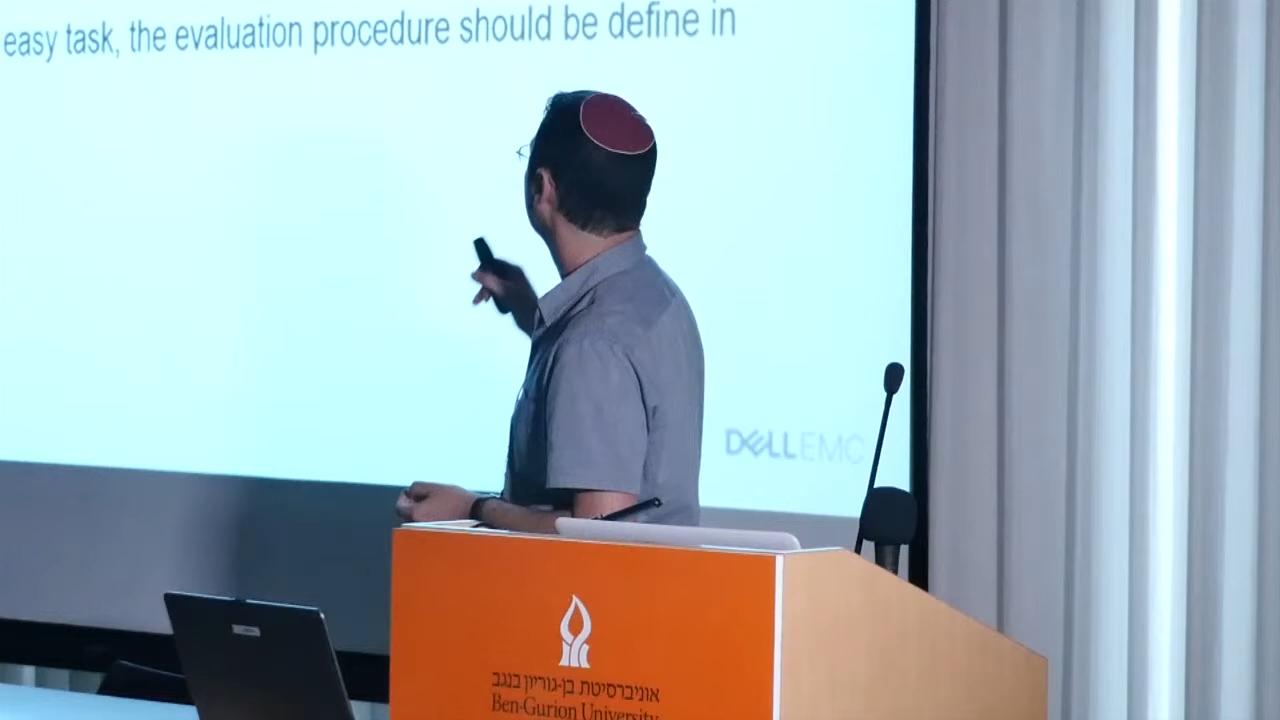 easy task, the evaluation procedure should be define in
DELLEMC
אוניברסיטת בן-גוריון בנגב
Ben-Gurion University